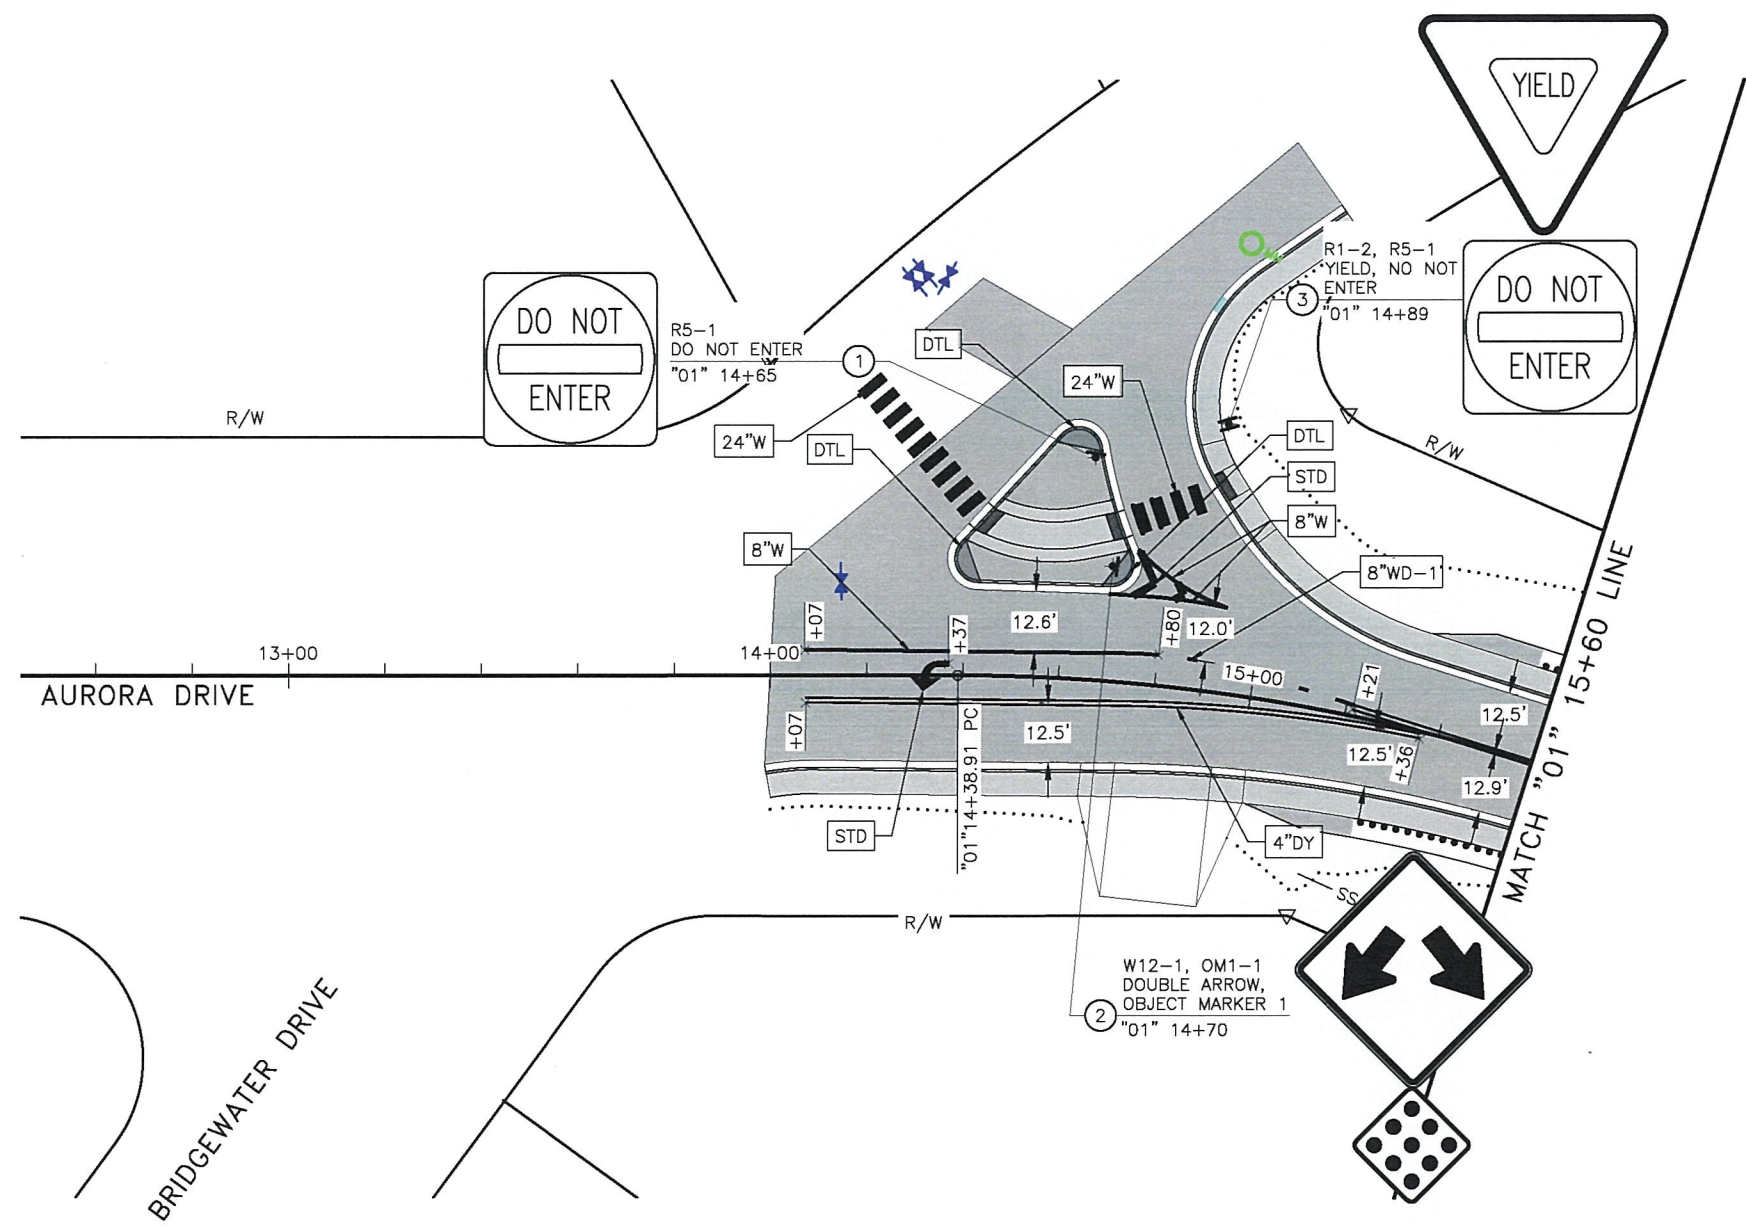 YIELD
DO NOT
ENTER
R5-1
DO NOT ENTER
"01" 14+65
1
R1-2, R5-1
YIELD, NO NOT
ENTER
"01" 14+89
3
DO NOT
ENTER
DTL
24"W
R/W
24"W
DTL
DTL
R/W
STD
8"W
8"W
8"WD-1
+07
+37
12.6'
+80
12.0'
13+00
14+00
15+00
+21
AURORA DRIVE
+07
12.5'
12.5'
12.5'
+36
12.9'
"01"14+38.91 PC
STD
4"DY
MATCH "01" 15+60 LINE
SS
R/W
W12-1, OM1-1
DOUBLE ARROW,
OBJECT MARKER 1
"01" 14+70
2
BRIDGEWATER DRIVE